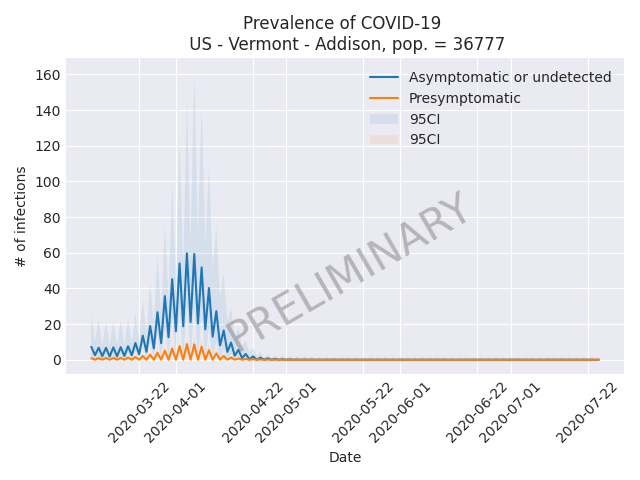 Prevalence of COVID-19
US - Vermont - Addison, pop. = 36777
Asymptomatic or undetected
Presymptomatic
95CI
95CI
160
140
120
100
80
60
40
20
0
# of infections
PRELIMINARY
2020-03-22
2020-04-01
2020-04-22
2020-05-01
2020-05-22
2020-06-01
2020-06-22
2020-07-01
2020-07-22
Date